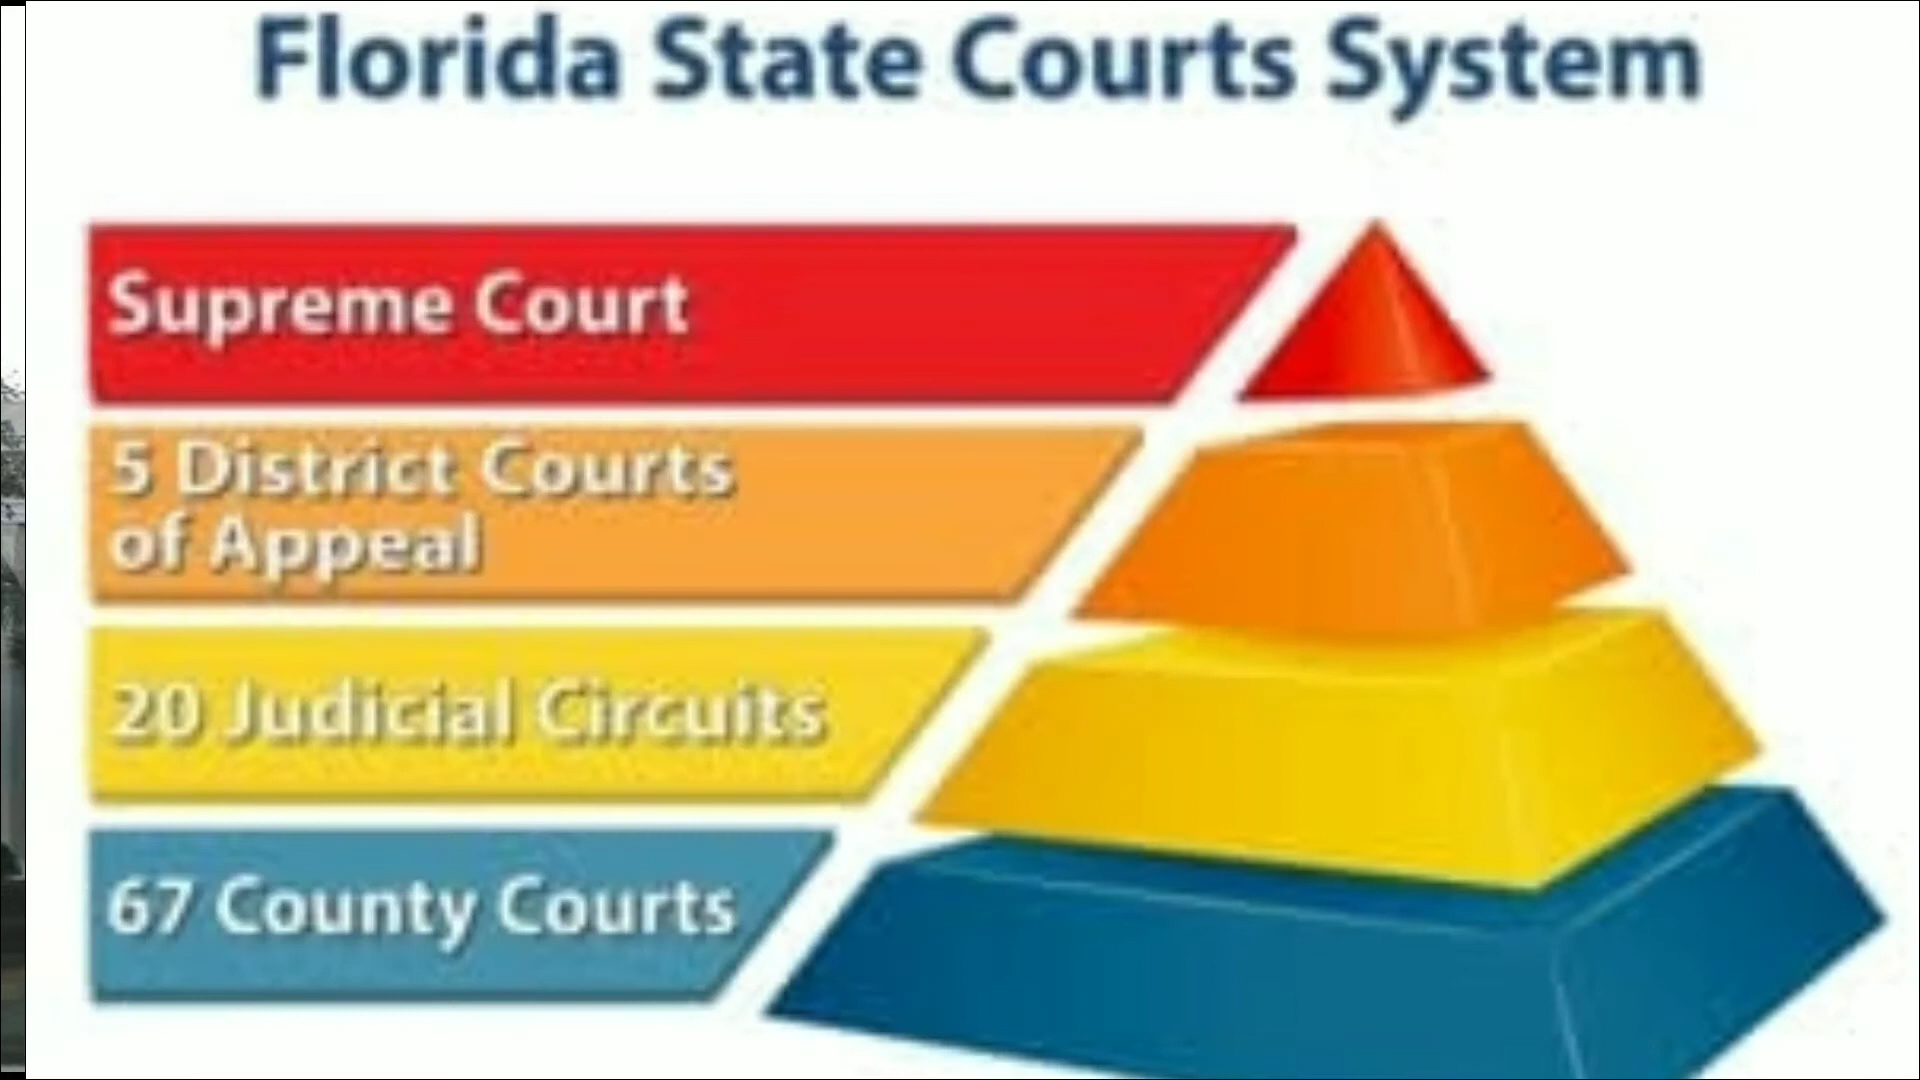 Florida State Courts System
Supreme Court
5 District Courts
of Appeal
20 Judicial Circuits
67 County Courts